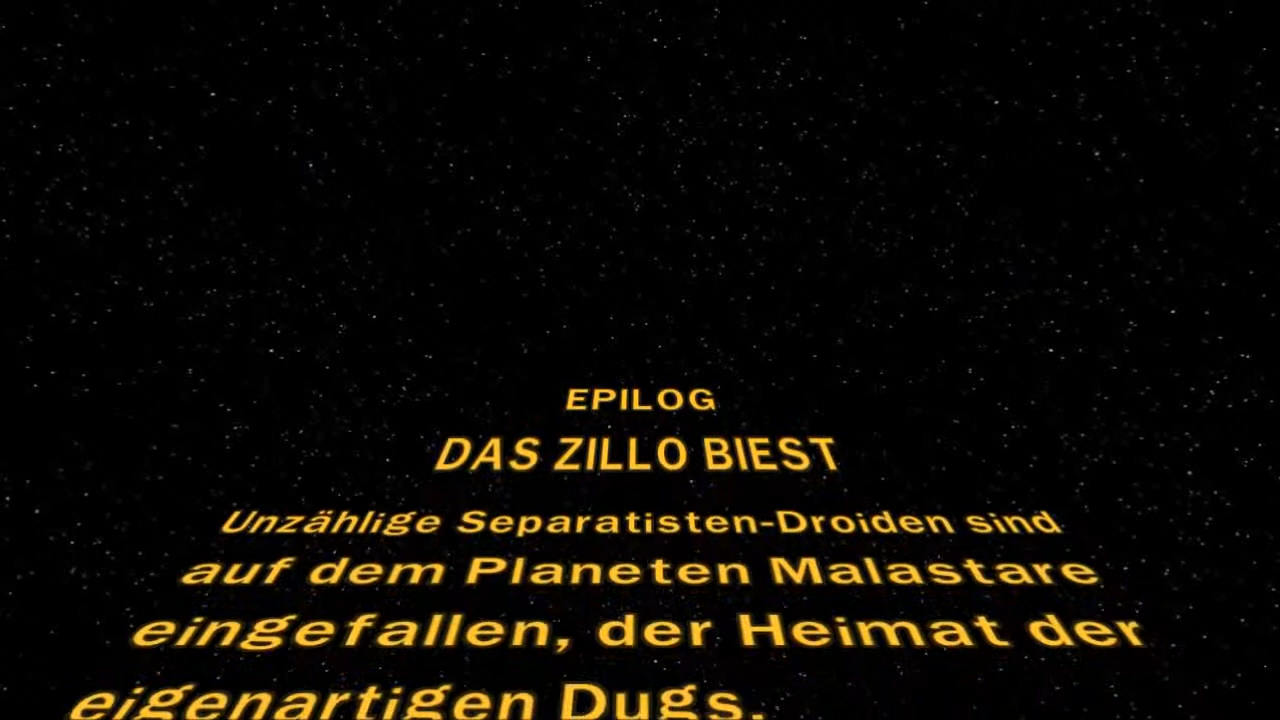 EPILOG
DAS ZILLO BIEST
Unzählige Separatisten-Droiden sind
auf dem Planeten Malastare
eingefallen, der Heimat der
eigenartigen Dugs.